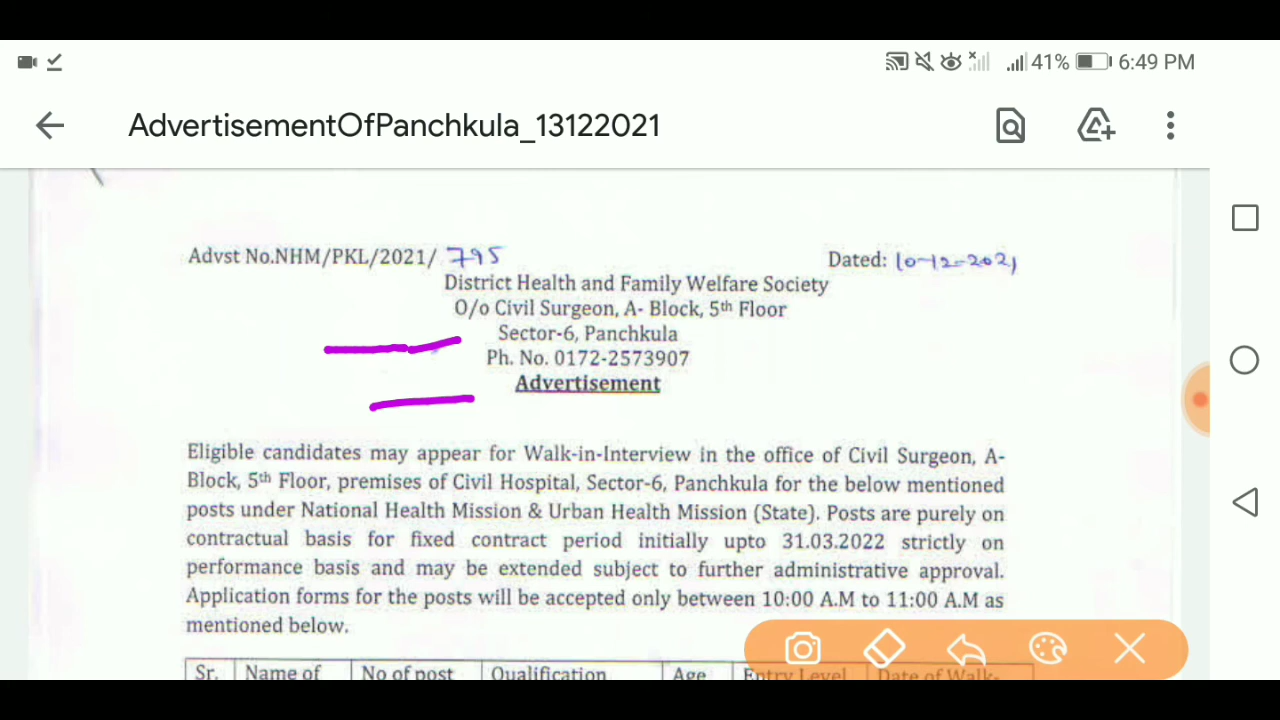 41% 6:49 PM
AdvertisementOfPanchkula_13122021
Advst No.NHM/PKL/2021/ 795 Dated: 10-12-2021
District Health and Family Welfare Society
O/o Civil Surgeon, A- Block, 5th Floor
Sector-6, Panchkula
Ph. No. 0172-2573907
Advertisement
Eligible candidates may appear for Walk-in-Interview in the office of Civil Surgeon, A-
Block, 5th Floor, premises of Civil Hospital, Sector-6, Panchkula for the below mentioned
posts under National Health Mission & Urban Health Mission (State). Posts are purely on
contractual basis for fixed contract period initially upto 31.03.2022 strictly on
performance basis and may be extended subject to further administrative approval.
Application forms for the posts will be accepted only between 10:00 A.M to 11:00 A.M as
mentioned below.
Sr. Name of No of post Qualification Age Entry Level Date of Walk-